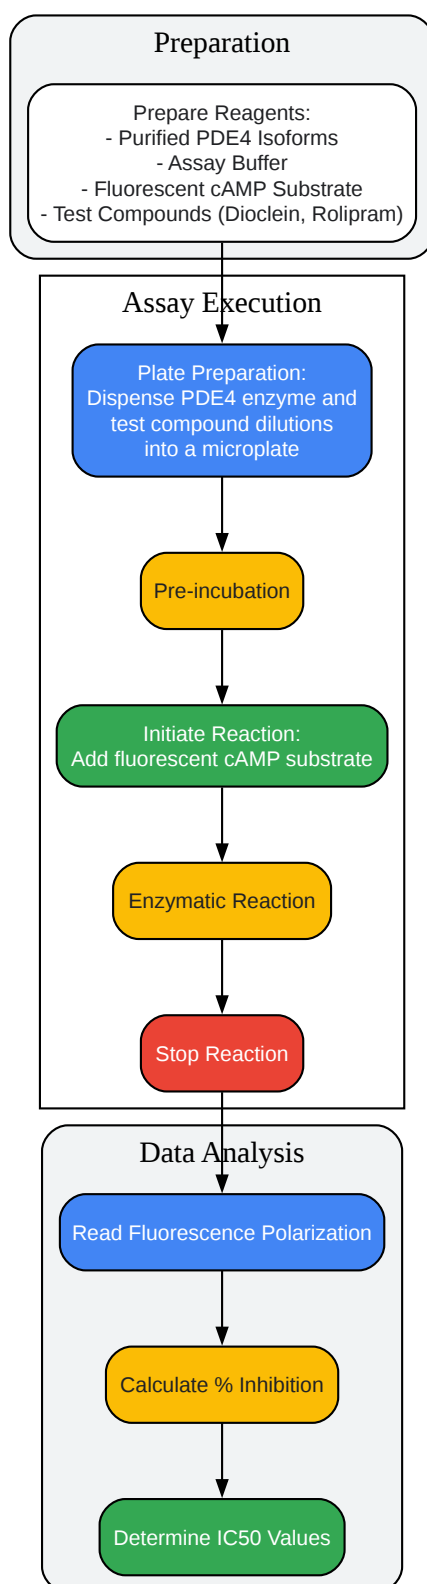 Preparation
Prepare Reagents:
- Purified PDE4 Isoforms
- Assay Buffer
- Fluorescent cAMP Substrate
- Test Compounds (Dioclein, Rolipram)
Assay Execution
Plate Preparation:
Dispense PDE4 enzyme and
test compound dilutions
into a microplate
Pre-incubation
Initiate Reaction:
Add fluorescent cAMP substrate
Enzymatic Reaction
Stop Reaction
Data Analysis
Read Fluorescence Polarization
Calculate % Inhibition
Determine IC50 Values